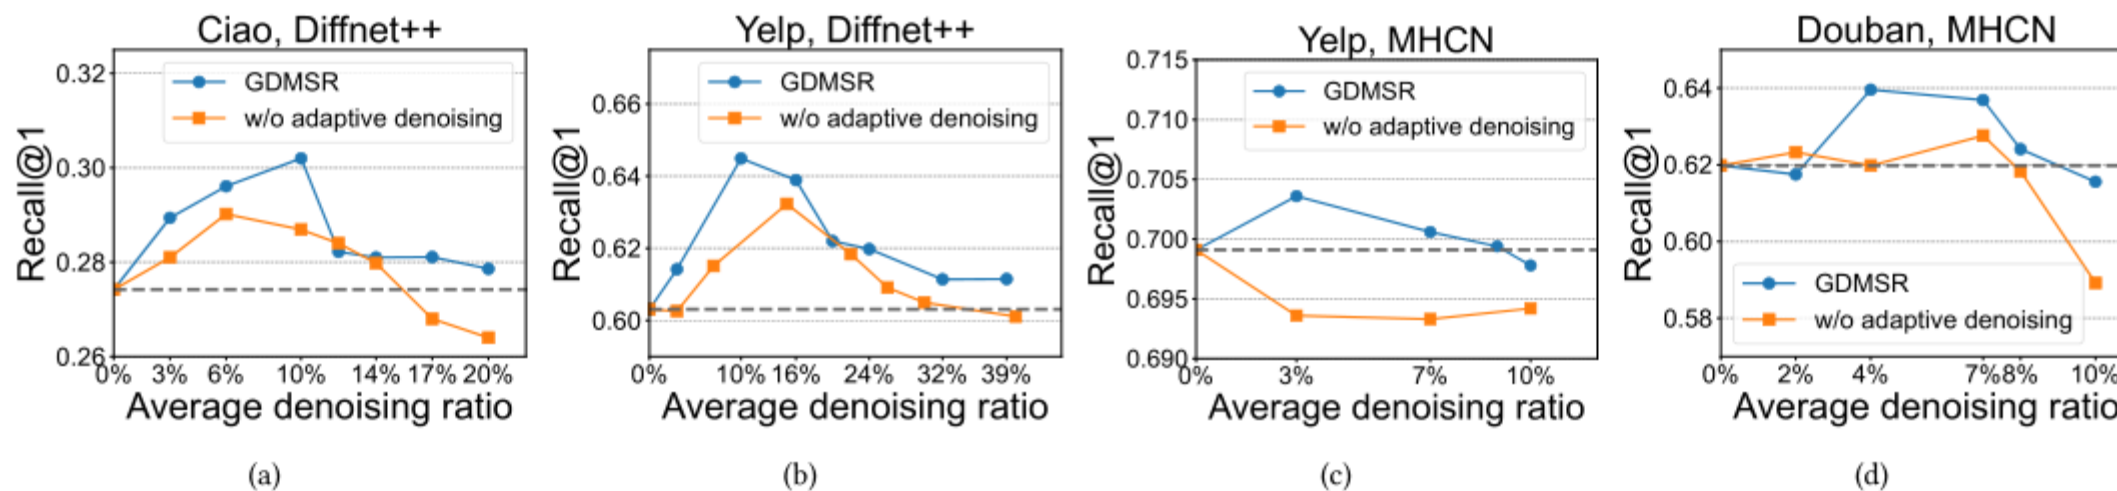 Ciao, Diffnet++
Recall@1
0.32
0.30
0.28
0.26
GDMSR
w/o adaptive denoising
0% 3% 6% 10% 14% 17% 20%
Average denoising ratio
(a)
Yelp, Diffnet++
Recall@1
0.66
0.64
0.62
0.60
GDMSR
w/o adaptive denoising
0% 10% 16% 24% 32% 39%
Average denoising ratio
(b)
Yelp, MHCN
Recall@1
0.715
0.710
0.705
0.700
0.695
0.690
GDMSR
w/o adaptive denoising
0% 3% 7% 10%
Average denoising ratio
(c)
Douban, MHCN
Recall@1
0.64
0.62
0.60
0.58
GDMSR
w/o adaptive denoising
0% 2% 4% 7% 8% 10%
Average denoising ratio
(d)